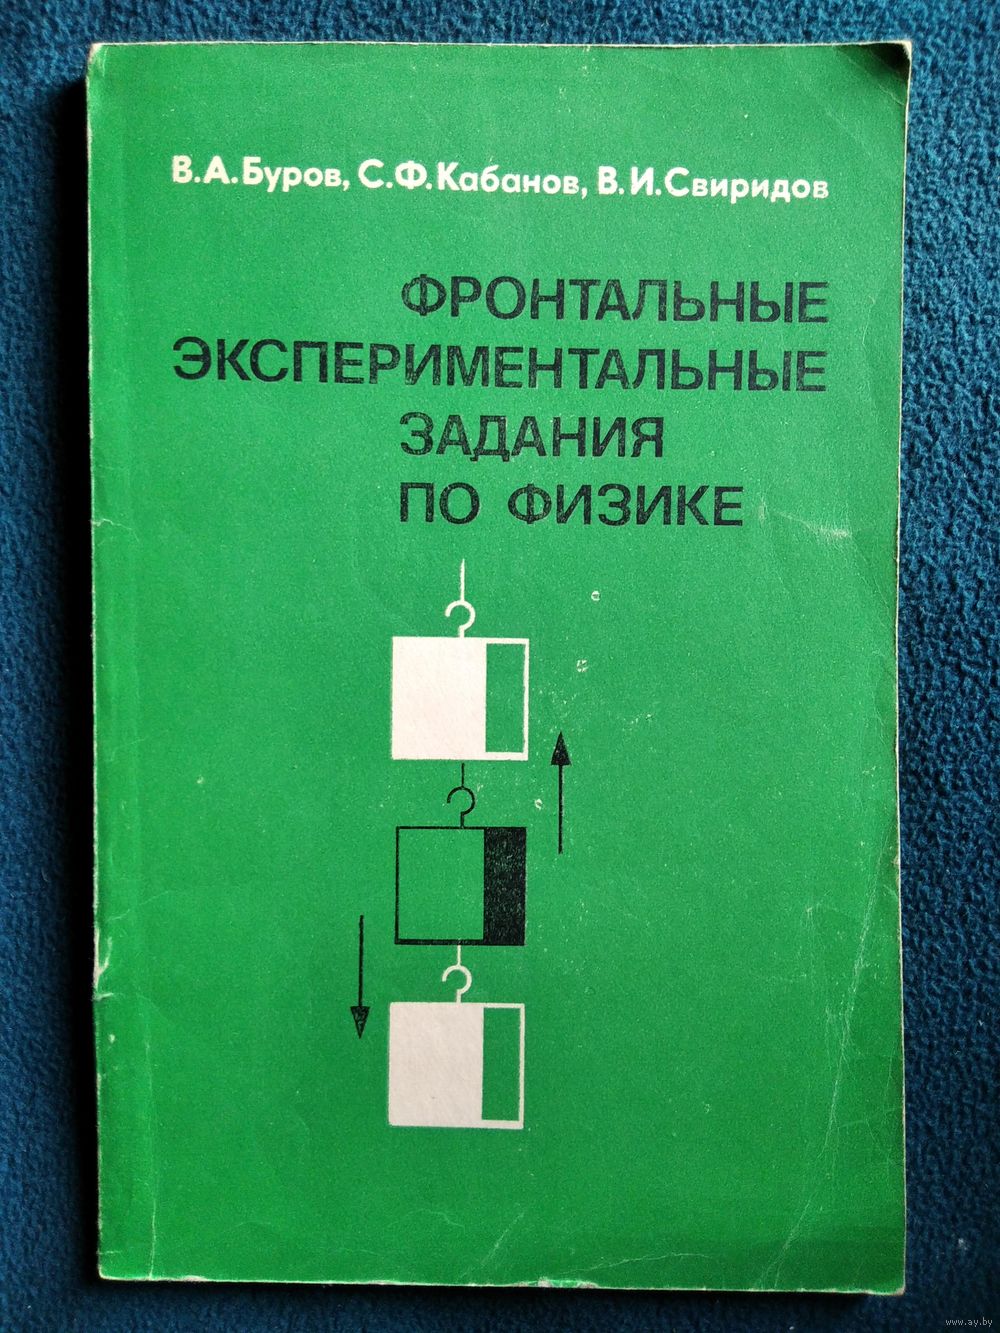 В.А.Буров, С.Ф.Кабанов, В.И.Свиридов
ФРОНТАЛЬНЫЕ
ЭКСПЕРИМЕНТАЛЬНЫЕ
ЗАДАНИЯ
ПО ФИЗИКЕ
www.ay.by